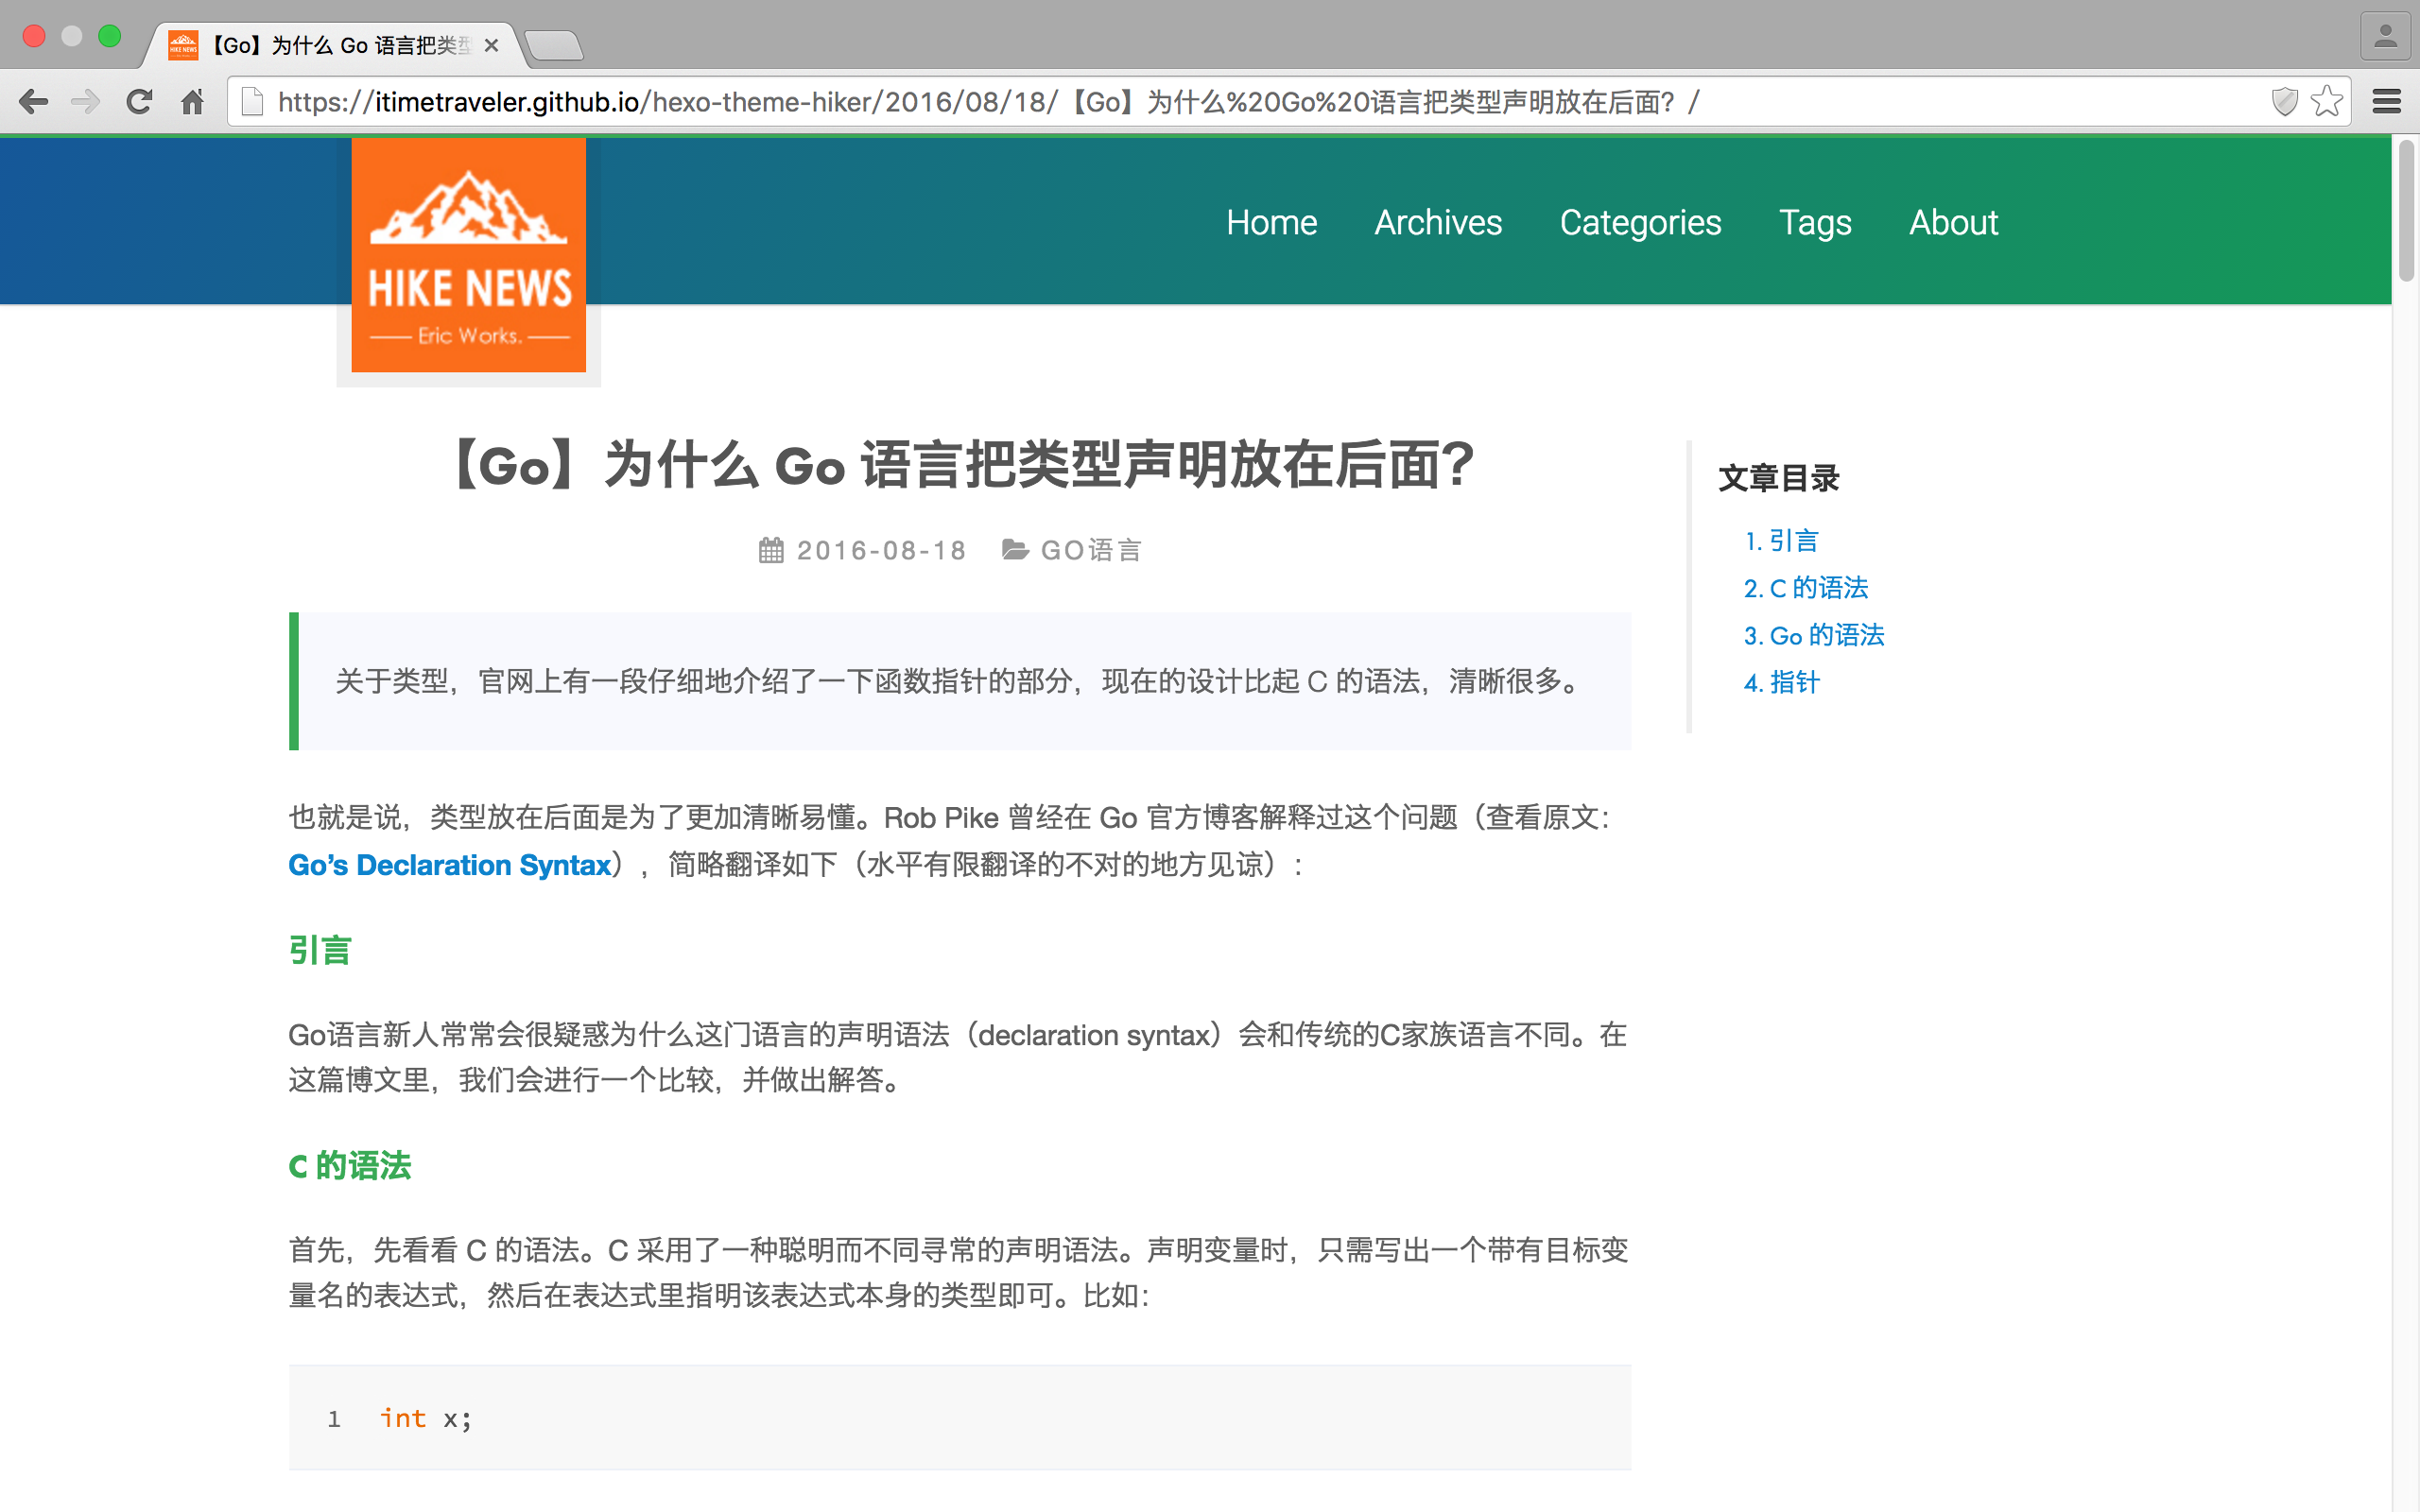 【Go】为什么 Go 语言把类型
https://itimetraveler.github.io/hexo-theme-hiker/2016/08/18/【Go】为什么%20Go%20语言把类型声明放在后面？/
HIKE NEWS
Eric Works.
Home Archives Categories Tags About
【Go】为什么 Go 语言把类型声明放在后面？
2016-08-18 GO语言
关于类型，官网上有一段仔细地介绍了一下函数指针的部分，现在的设计比起 C 的语法，清晰很多。
也就是说，类型放在后面是为了更加清晰易懂。Rob Pike 曾经在 Go 官方博客解释过这个问题（查看原文：
Go’s Declaration Syntax），简略翻译如下（水平有限翻译的不对的地方见谅）：
引言
Go语言新人常常会很疑惑为什么这门语言的声明语法（declaration syntax）会和传统的C家族语言不同。在
这篇博文里，我们会进行一个比较，并做出解答。
C 的语法
首先，先看看 C 的语法。C 采用了一种聪明而不同寻常的声明语法。声明变量时，只需写出一个带有目标变
量名的表达式，然后在表达式里指明该表达式本身的类型即可。比如：
1 int x;
文章目录
1. 引言
2. C 的语法
3. Go 的语法
4. 指针